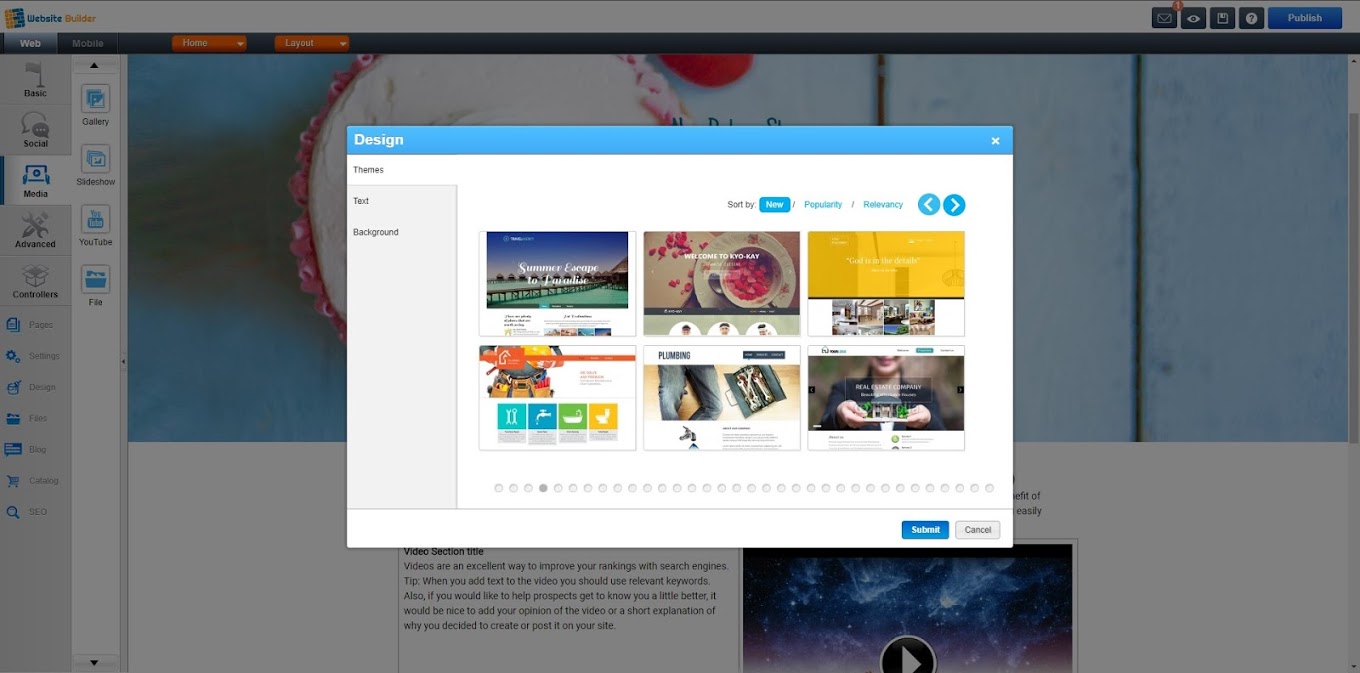 Website Builder
1
Publish
Web
Mobile
Home
Layout
Basic
Social
Media
Advanced
Controllers
Pages
Settings
Design
Files
Blog
Catalog
SEO
Gallery
Slideshow
You Tube
YouTube
File
Design
×
Themes
Text
Background
Sort by: New / Popularity / Relevancy
Summer Escape
to Paradise
WELCOME TO KYO-KAY
"God is in the details"
PLUMBING
REAL ESTATE COMPANY
Submit
Cancel
nefit of
easily
Video Section title
Videos are an excellent way to improve your rankings with search engines.
Tip: When you add text to the video you should use relevant keywords.
Also, if you would like to help prospects get to know you a little better, it
would be nice to add your opinion of the video or a short explanation of
why you decided to create or post it on your site.